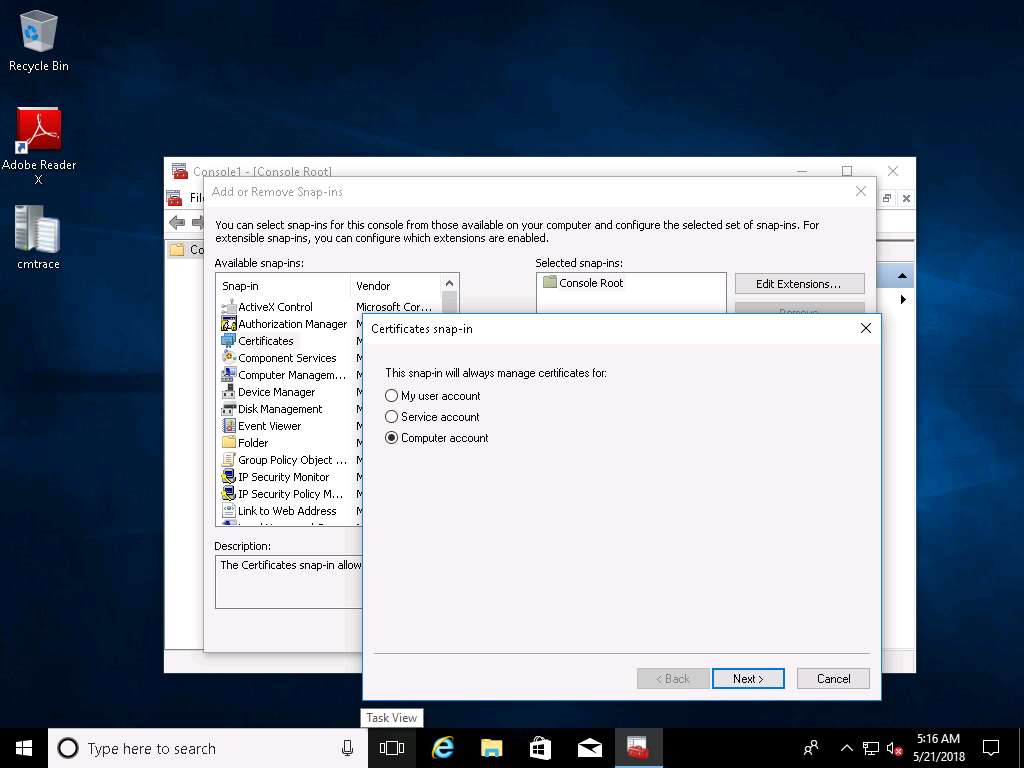 Recycle Bin
Adobe Reader
X
cmtrace
Console1 - [Console Root]
Add or Remove Snap-ins
You can select snap-ins for this console from those available on your computer and configure the selected set of snap-ins. For
extensible snap-ins, you can configure which extensions are enabled.
Available snap-ins:
Selected snap-ins:
Snap-in
Vendor
Console Root
Edit Extensions...
Remove
ActiveX Control
Microsoft Cor...
Authorization Manager
Certificates
Component Services
Computer Managem...
Device Manager
Disk Management
Event Viewer
Folder
Group Policy Object ...
IP Security Monitor
IP Security Policy M...
Link to Web Address
Description:
The Certificates snap-in allow
Certificates snap-in
This snap-in will always manage certificates for:
My user account
Service account
Computer account
< Back
Next >
Cancel
Task View
Type here to search
5:16 AM
5/21/2018